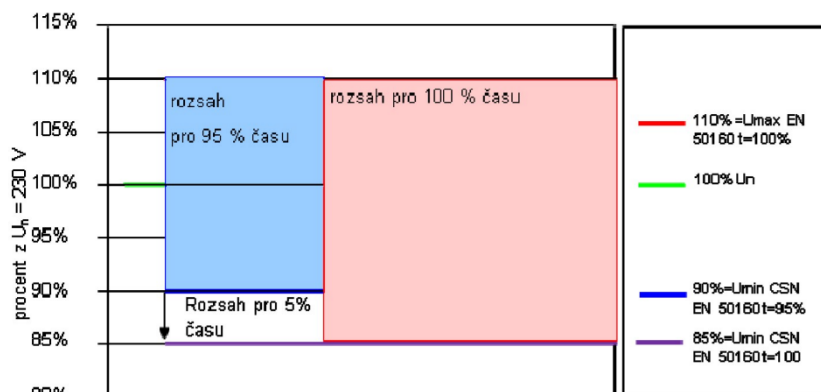 115%
110%
105%
100%
95%
90%
85%
procent z Un = 230 V
rozsah
pro 95 % času
rozsah pro 100 % času
Rozsah pro 5%
času
110%=Umax EN
50160t=100%
100%Un
90%=Umin CSN
EN 50160t=95%
85%=Umin CSN
EN 50160t=100